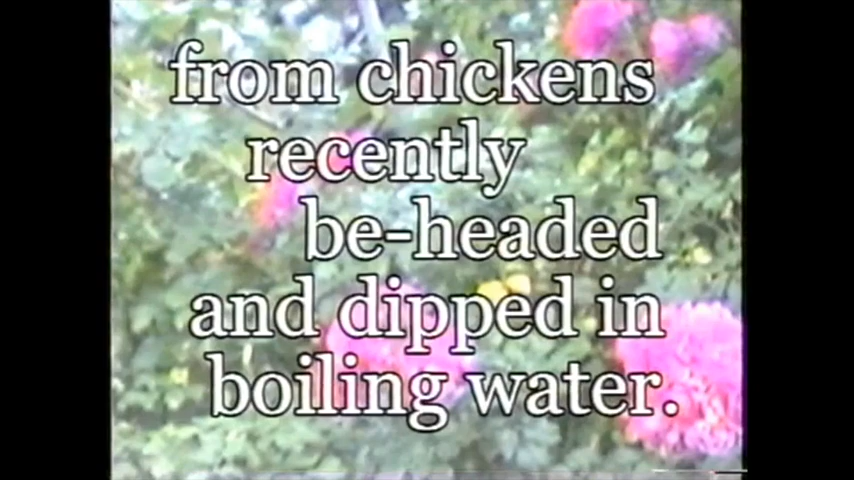 from chickens
recently
be-headed
and dipped in
boiling water.